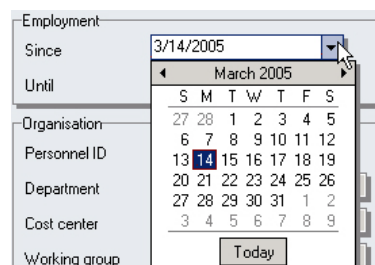 Employment
Since 3/14/2005
Until
March 2005
S M T W T F S
27 28 1 2 3 4 5
6 7 8 9 10 11 12
13 14 15 16 17 18 19
20 21 22 23 24 25 26
27 28 29 30 31 1 2
3 4 5 6 7 8 9
Today
Organisation
Personnel ID
Department
Cost center
Working group